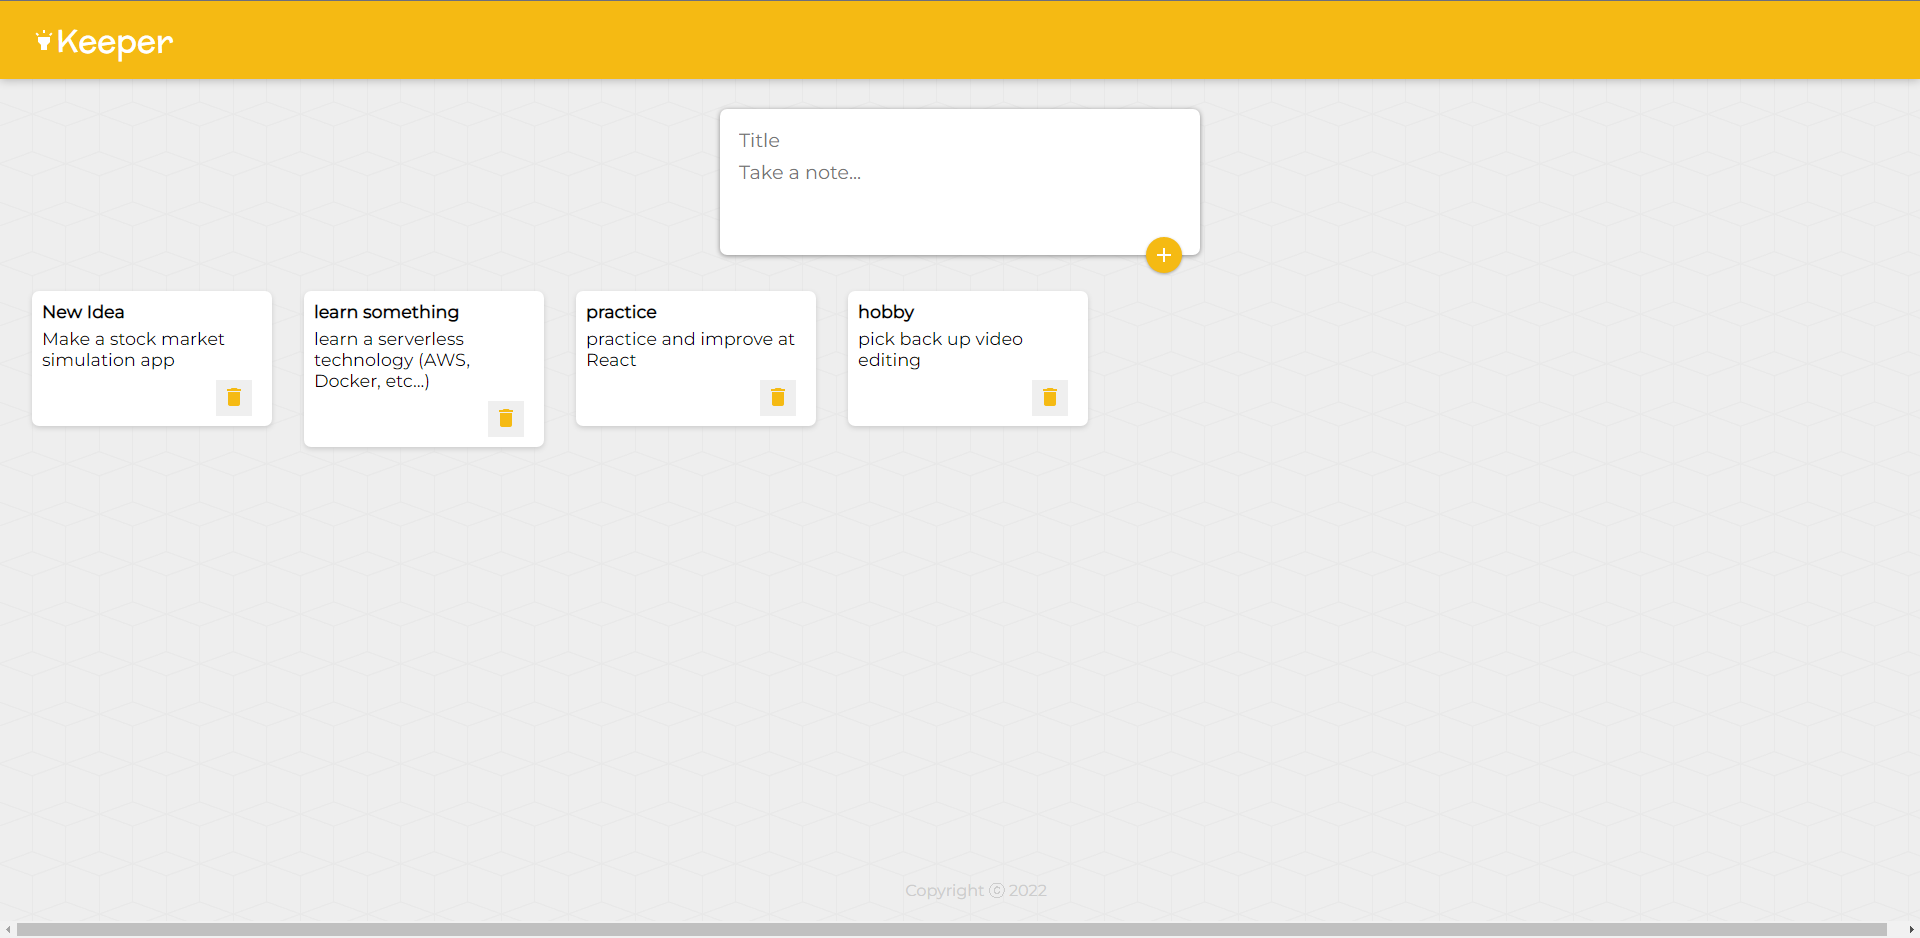 Keeper
Title
Take a note...
New Idea
Make a stock market
simulation app
learn something
learn a serverless
technology (AWS,
Docker, etc...)
practice
practice and improve at
React
hobby
pick back up video
editing
Copyright ⓒ 2022